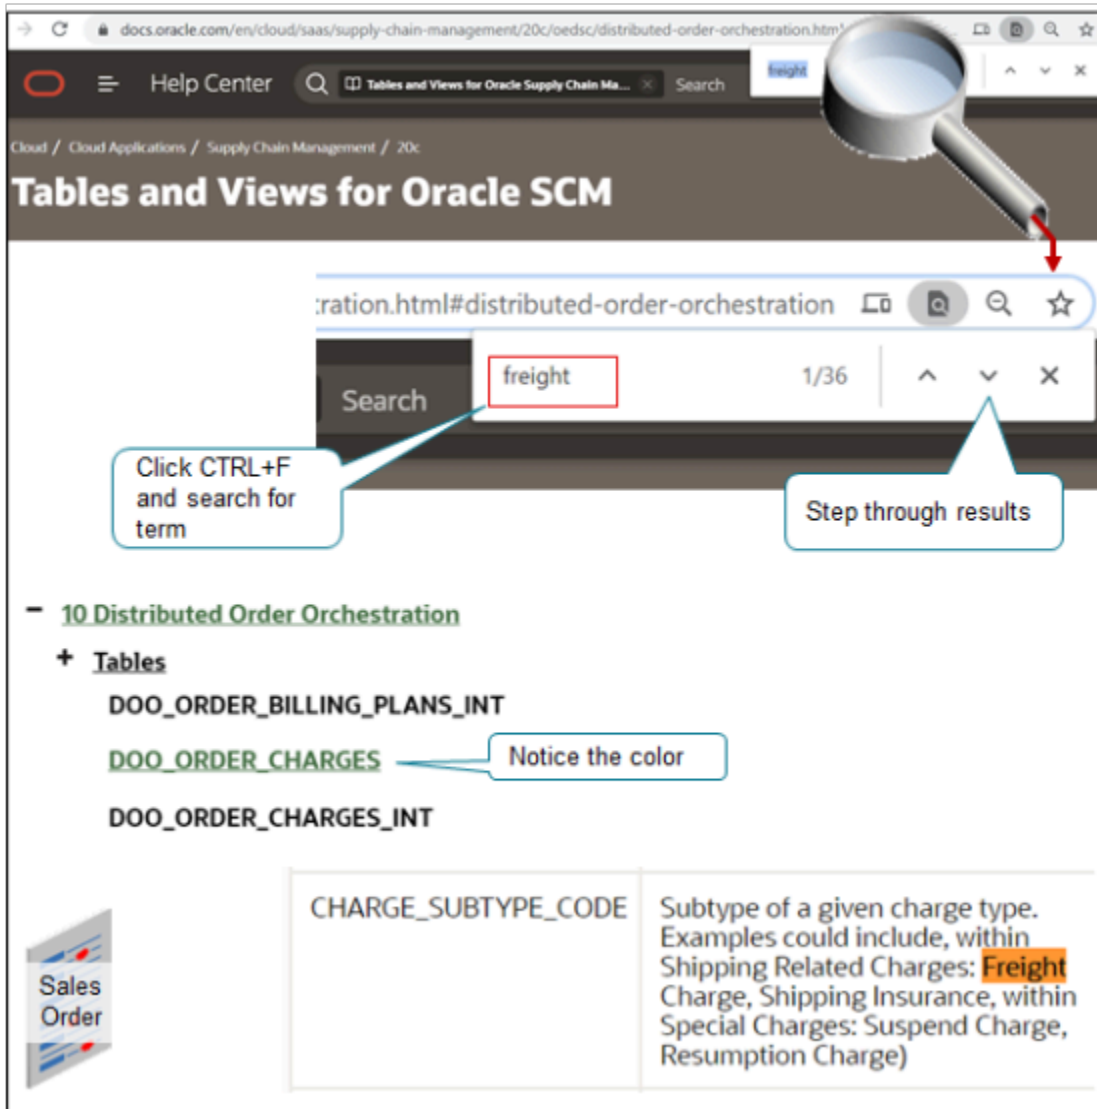 docs.oracle.com/en/cloud/saas/supply-chain-management/20c/oedsc/distributed-order-orchestration.html
freight
Help Center
Tables and Views for Oracle Supply Chain Ma...
Search
Cloud / Cloud Applications / Supply Chain Management / 20c
Tables and Views for Oracle SCM
tration.html#distributed-order-orchestration
freight 1/36
Search
Click CTRL+F
and search for
term
Step through results
10 Distributed Order Orchestration
Tables
DOO_ORDER_BILLING_PLANS_INT
DOO_ORDER_CHARGES
Notice the color
DOO_ORDER_CHARGES_INT
CHARGE_SUBTYPE_CODE
Subtype of a given charge type.
Examples could include, within
Shipping Related Charges: Freight
Charge, Shipping Insurance, within
Special Charges: Suspend Charge,
Resumption Charge)
Sales
Order